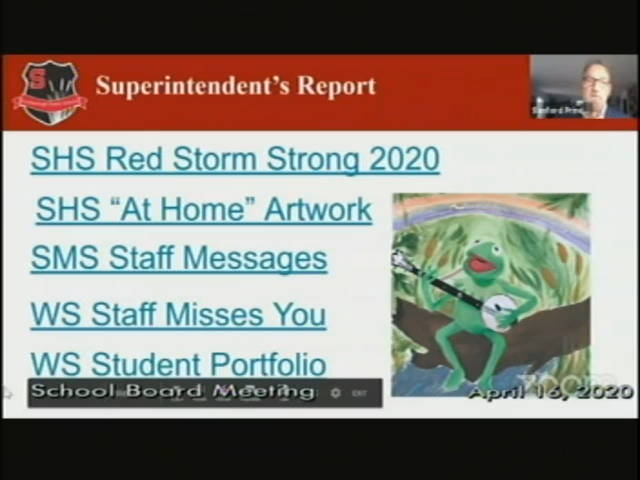 S
Superintendent's Report
SHS Red Storm Strong 2020
SHS "At Home" Artwork
SMS Staff Messages
WS Staff Misses You
WS Student Portfolio
School Board Meeting
EXIT
April 16, 2020